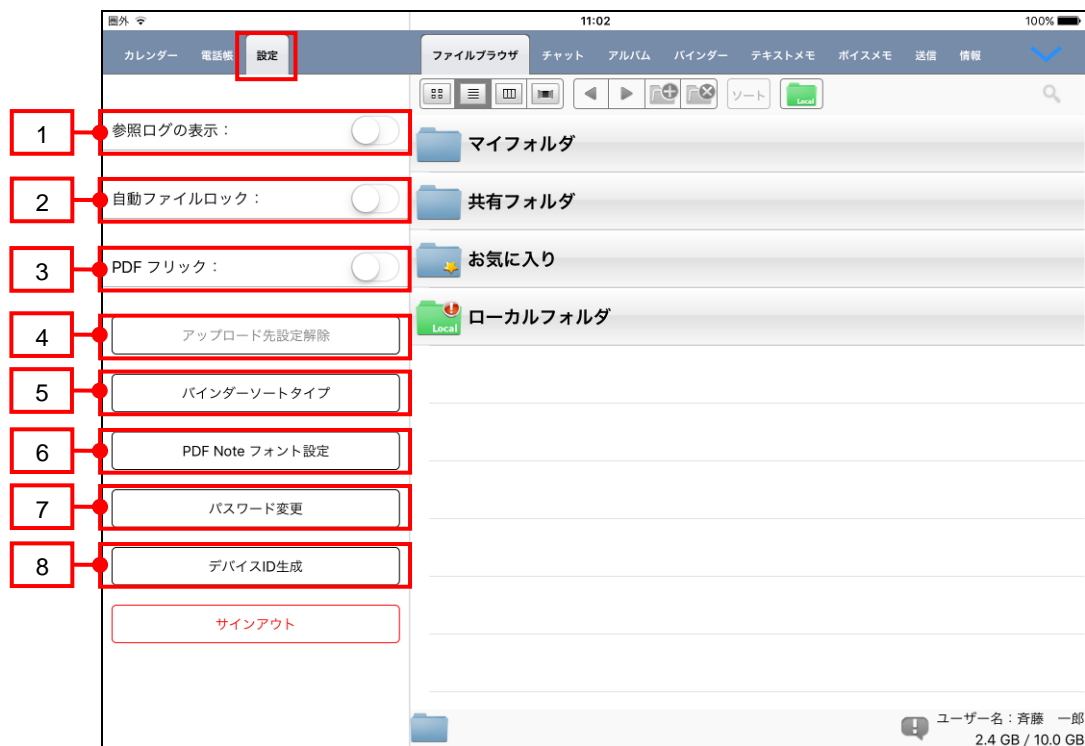 圏外 11:02 100%
カレンダー 電話帳 設定 ファイルブラウザ チャット アルバム バインダー テキストメモ ボイスメモ 送信 情報
ソート Local
1 参照ログの表示：
マイフォルダ
2 自動ファイルロック：
共有フォルダ
3 PDF フリック：
お気に入り
4 アップロード先設定解除
Local ローカルフォルダ
5 バインダーソートタイプ
6 PDF Note フォント設定
7 パスワード変更
8 デバイスID生成
サインアウト
ユーザー名：斉藤　一郎
2.4 GB / 10.0 GB